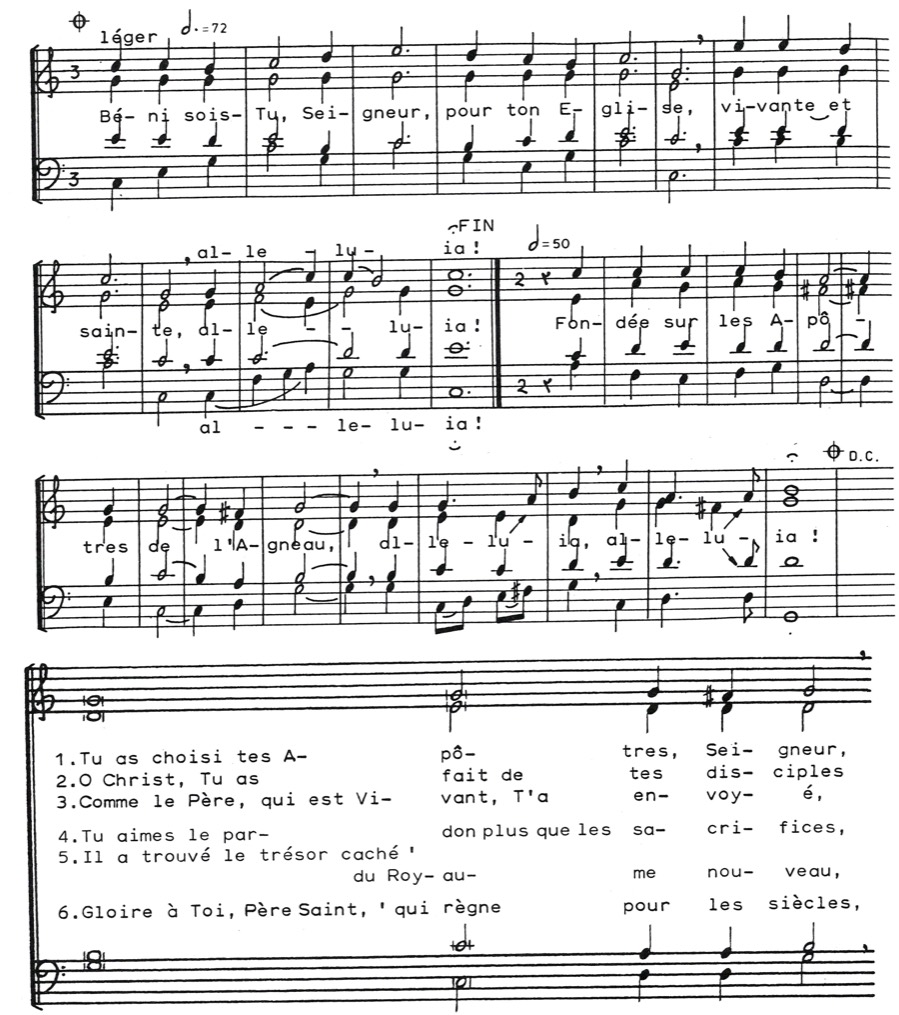 léger 𝅗𝅥.=72
3
Bé- ni sois- Tu, Sei- gneur, pour ton E- gli- se, vi-vante et
3
FIN
al- le - lu- ia ! 𝅗𝅥=50
2
sain- te, al- le - - lu- ia ! Fon- dée sur les A- pô -
2
al - - - le- lu- ia !
D.C.
tres de l'A- gneau, al- le - lu - ia, al- le- lu - ia !
1.Tu as choisi tes A- pô- tres, Sei- gneur,
2.O Christ, Tu as fait de tes dis- ciples
3.Comme le Père, qui est Vi- vant, T'a en- voy- é,
4.Tu aimes le par- don plus que les sa- cri- fices,
5.Il a trouvé le trésor caché '
du Roy- au- me nou- veau,
6.Gloire à Toi, Père Saint, ' qui règne pour les siècles,